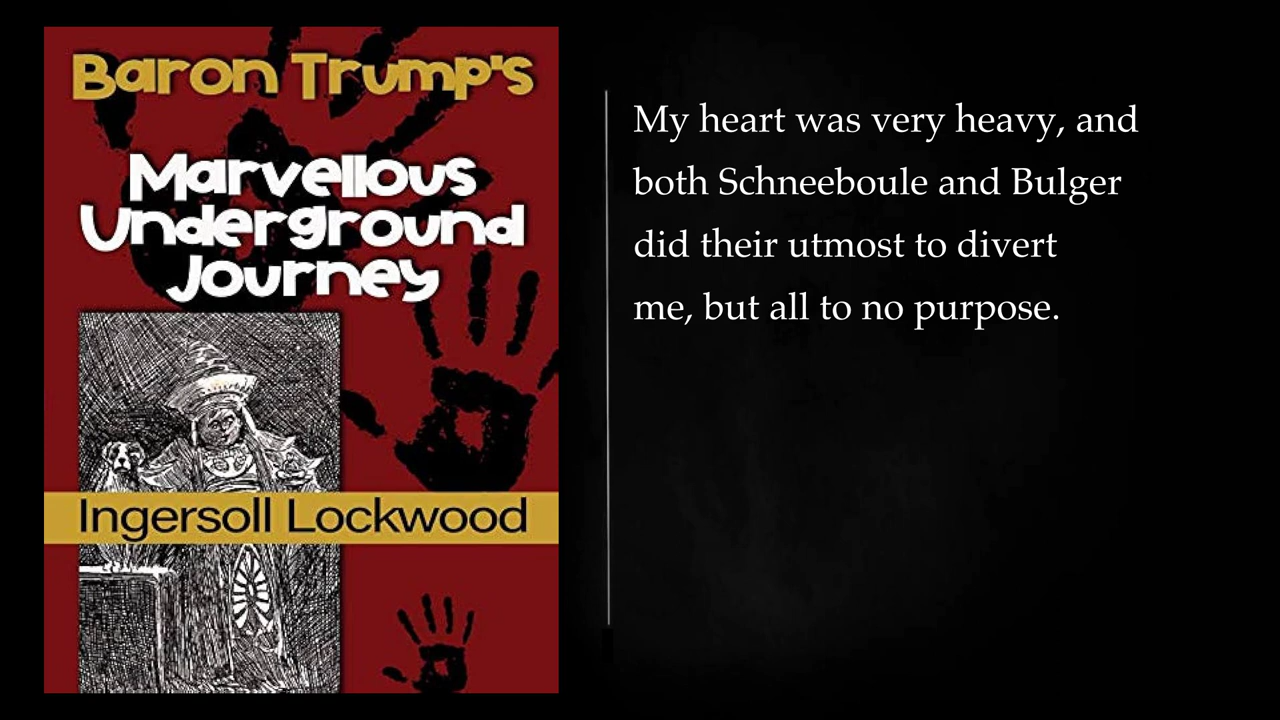 Baron Trump's
Marvellous
Underground
Journey
Ingersoll Lockwood
My heart was very heavy, and
both Schneeboule and Bulger
did their utmost to divert
me, but all to no purpose.